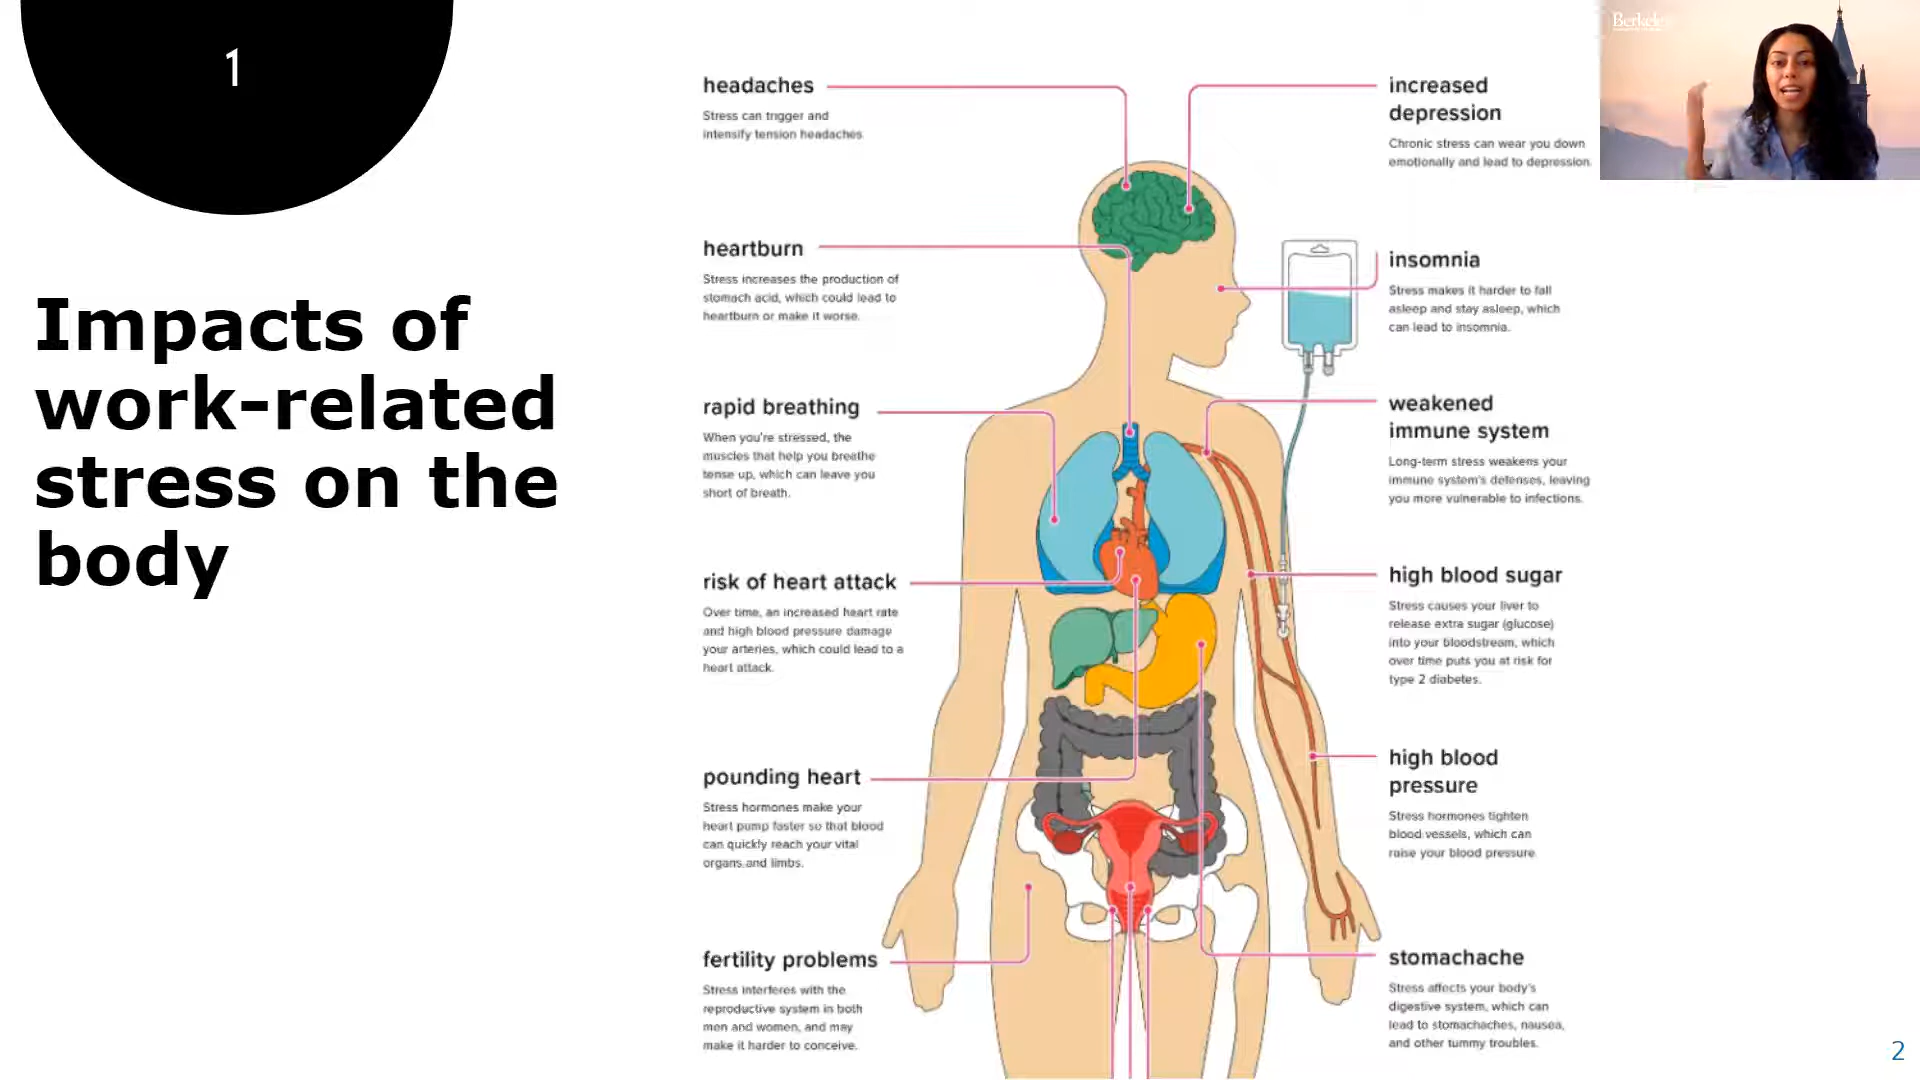 1
Impacts of
work-related
stress on the
body
headaches
Stress can trigger and
intensify tension headaches.
heartburn
Stress increases the production of
stomach acid, which could lead to
heartburn or make it worse.
rapid breathing
When you're stressed, the
muscles that help you breathe
tense up, which can leave you
short of breath.
risk of heart attack
Over time, an increased heart rate
and high blood pressure damage
your arteries, which could lead to a
heart attack.
pounding heart
Stress hormones make your
heart pump faster so that blood
can quickly reach your vital
organs and limbs.
fertility problems
Stress interferes with the
reproductive system in both
men and women, and may
make it harder to conceive.
increased
depression
Chronic stress can wear you down
emotionally and lead to depression.
insomnia
Stress makes it harder to fall
asleep and stay asleep, which
can lead to insomnia.
weakened
immune system
Long-term stress weakens your
immune system's defenses, leaving
you more vulnerable to infections.
high blood sugar
Stress causes your liver to
release extra sugar (glucose)
into your bloodstream, which
over time puts you at risk for
type 2 diabetes.
high blood
pressure
Stress hormones tighten
blood vessels, which can
raise your blood pressure.
stomachache
Stress affects your body's
digestive system, which can
lead to stomachaches, nausea,
and other tummy troubles.
2